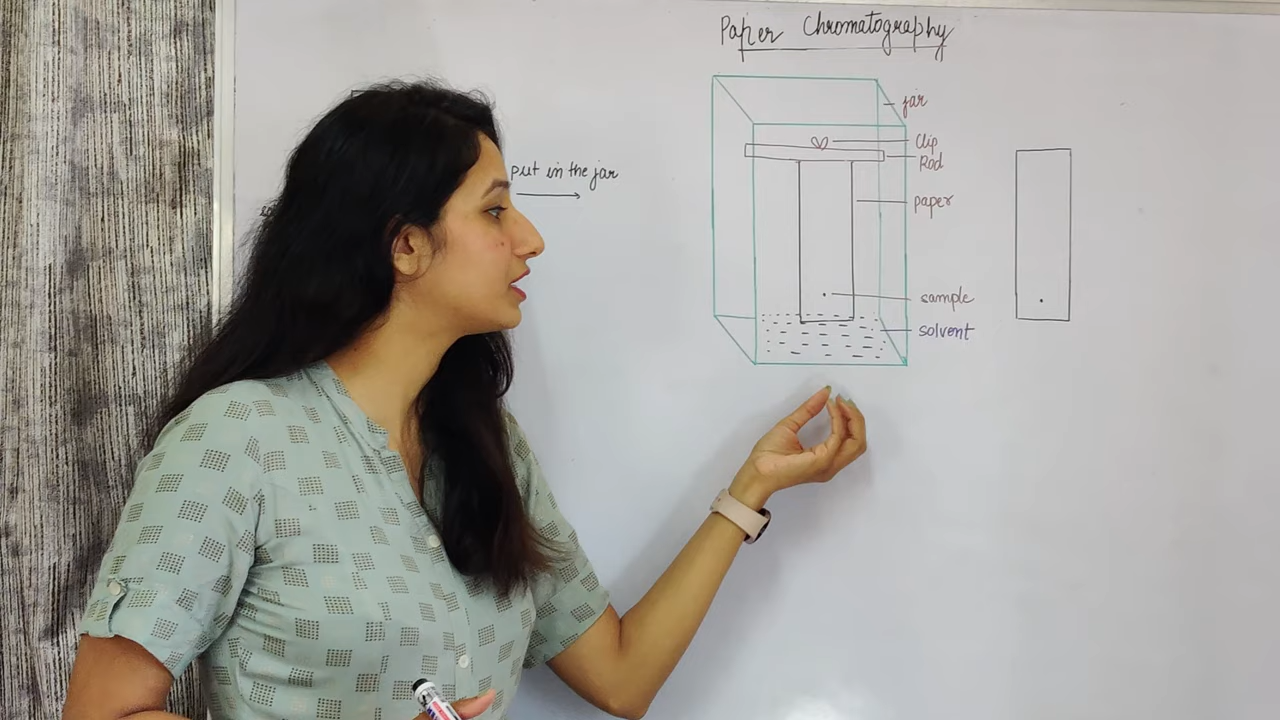 Paper Chromatography
put in the jar
jar
Clip
Rod
paper
sample
solvent